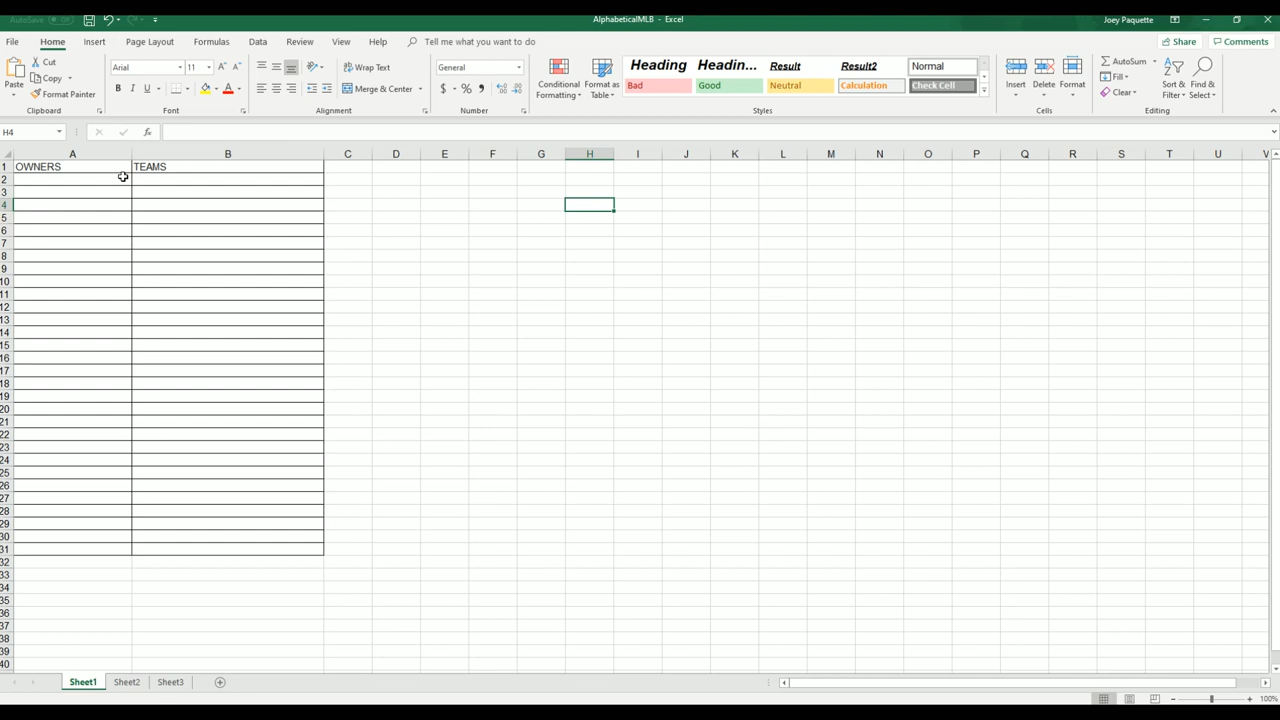 AutoSave Off
AlphabeticalMLB - Excel
Joey Paquette
File Home Insert Page Layout Formulas Data Review View Help Tell me what you want to do Share Comments
Paste
Cut
Copy
Format Painter
Clipboard
Arial 11
B I U A
Font
Wrap Text
Merge & Center
Alignment
General
$ % 9
Number
Conditional Formatting
Format as Table
Heading Headin... Result Result2 Normal
Bad Good Neutral Calculation Check Cell
Styles
Insert Delete Format
Cells
AutoSum
Fill
Clear
Sort & Filter
Find & Select
Editing
H4
fx
A B C D E F G H I J K L M N O P Q R S T U V
1 OWNERS TEAMS
2
3
4
5
6
7
8
9
10
11
12
13
14
15
16
17
18
19
20
21
22
23
24
25
26
27
28
29
30
31
32
33
34
35
36
37
38
39
40
Sheet1 Sheet2 Sheet3
100%